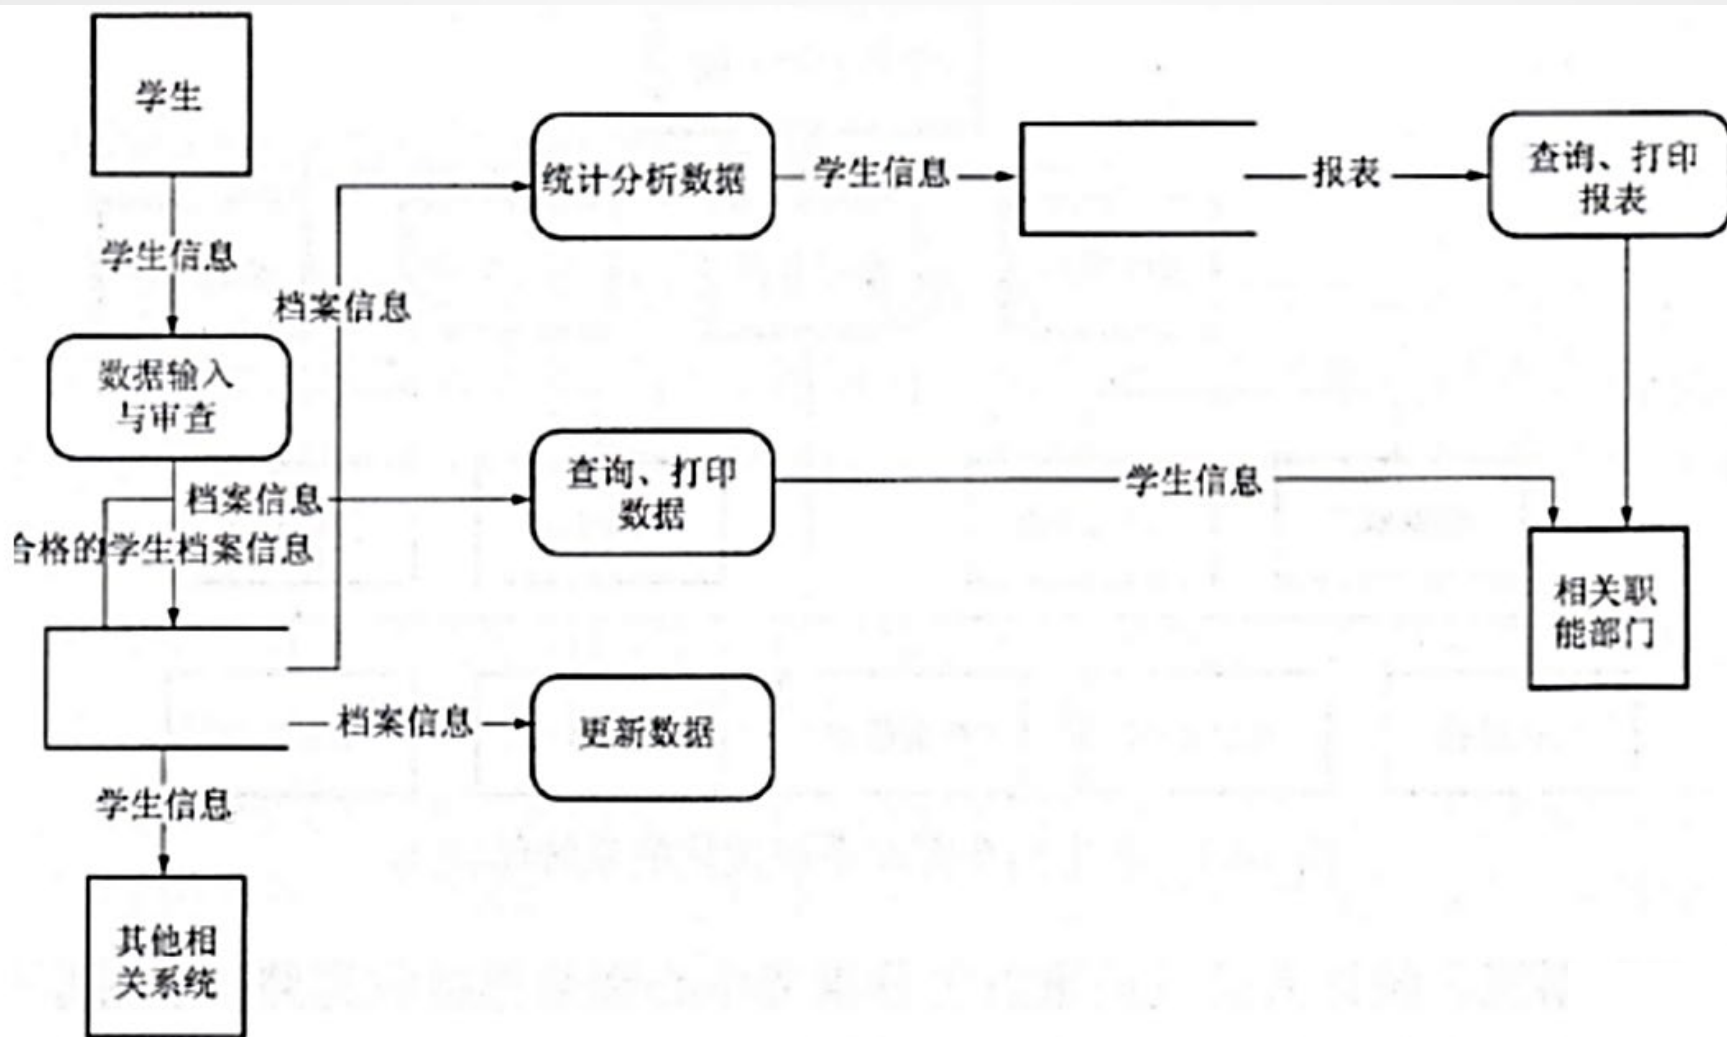 学生
学生信息
数据输入
与审查
档案信息
合格的学生档案信息
档案信息
档案信息
学生信息
其他相
关系统
统计分析数据
学生信息
报表
查询、打印
报表
查询、打印
数据
学生信息
相关职
能部门
更新数据